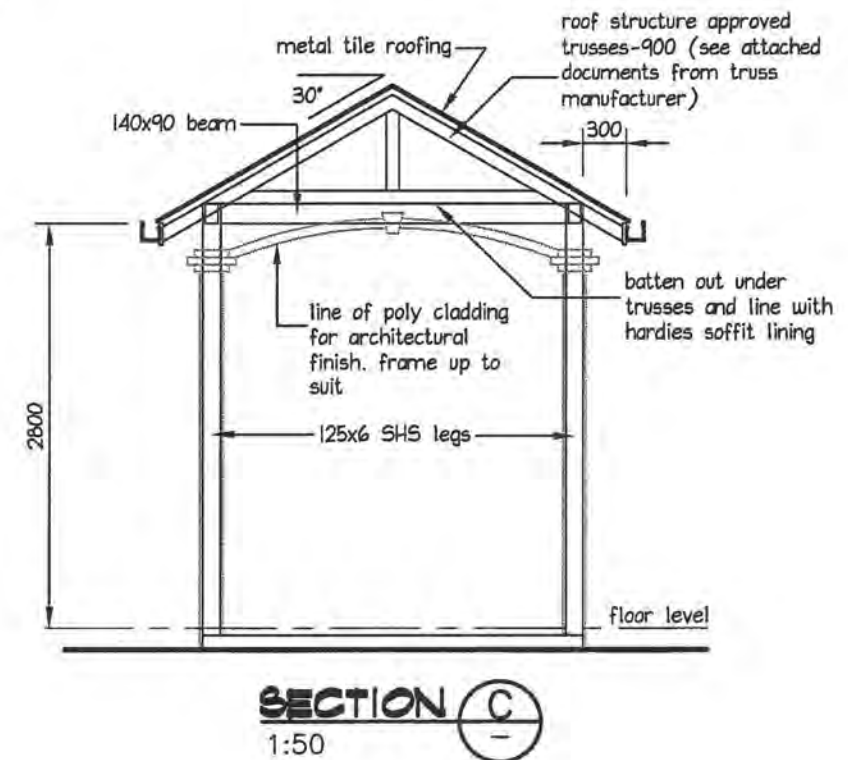 roof structure approved
trusses-900 (see attached
documents from truss
manufacturer)
metal tile roofing
30°
140x90 beam
300
batten out under
trusses and line with
hardies soffit lining
line of poly cladding
for architectural
finish. frame up to
suit
2800
125x6 SHS legs
floor level
SECTION C
1:50
-